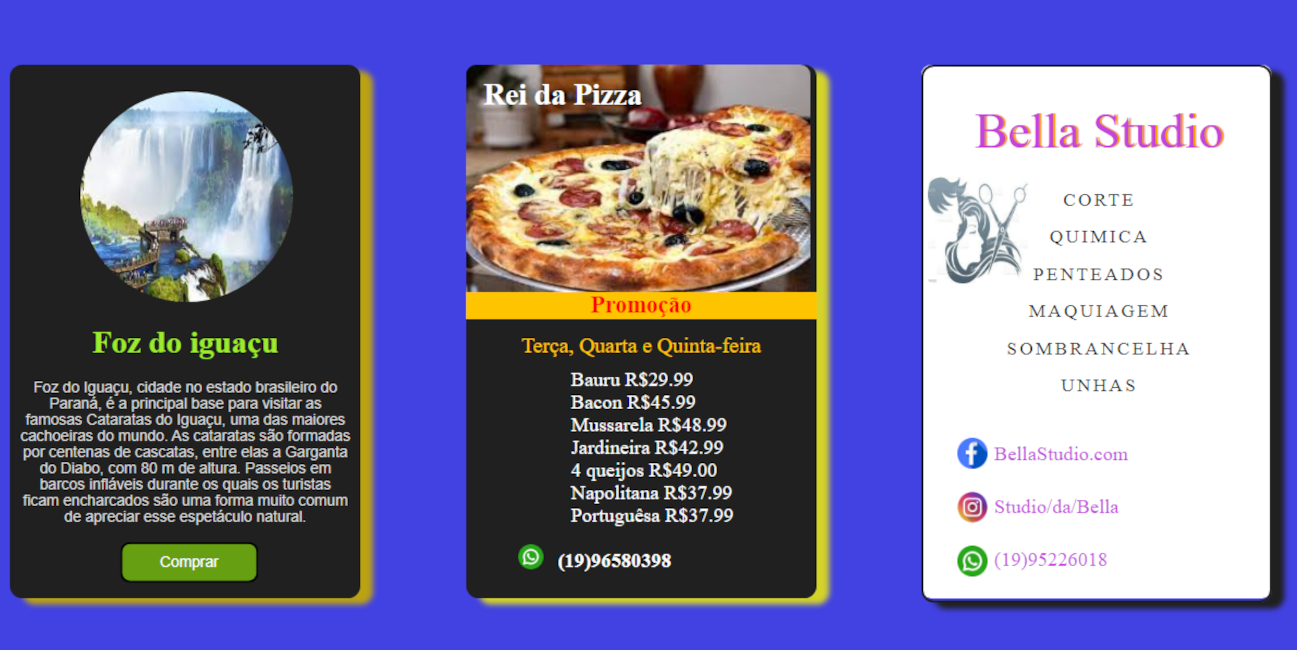 Foz do iguaçu
Foz do Iguaçu, cidade no estado brasileiro do
Paraná, é a principal base para visitar as
famosas Cataratas do Iguaçu, uma das maiores
cachoeiras do mundo. As cataratas são formadas
por centenas de cascatas, entre elas a Garganta
do Diabo, com 80 m de altura. Passeios em
barcos infláveis durante os quais os turistas
ficam encharcados são uma forma muito comum
de apreciar esse espetáculo natural.
Comprar
Rei da Pizza
Promoção
Terça, Quarta e Quinta-feira
Bauru R$29.99
Bacon R$45.99
Mussarela R$48.99
Jardineira R$42.99
4 queijos R$49.00
Napolitana R$37.99
Portuguêsa R$37.99
(19)96580398
Bella Studio
CORTE
QUIMICA
PENTEADOS
MAQUIAGEM
SOMBRANCELHA
UNHAS
BellaStudio.com
Studio/da/Bella
(19)95226018